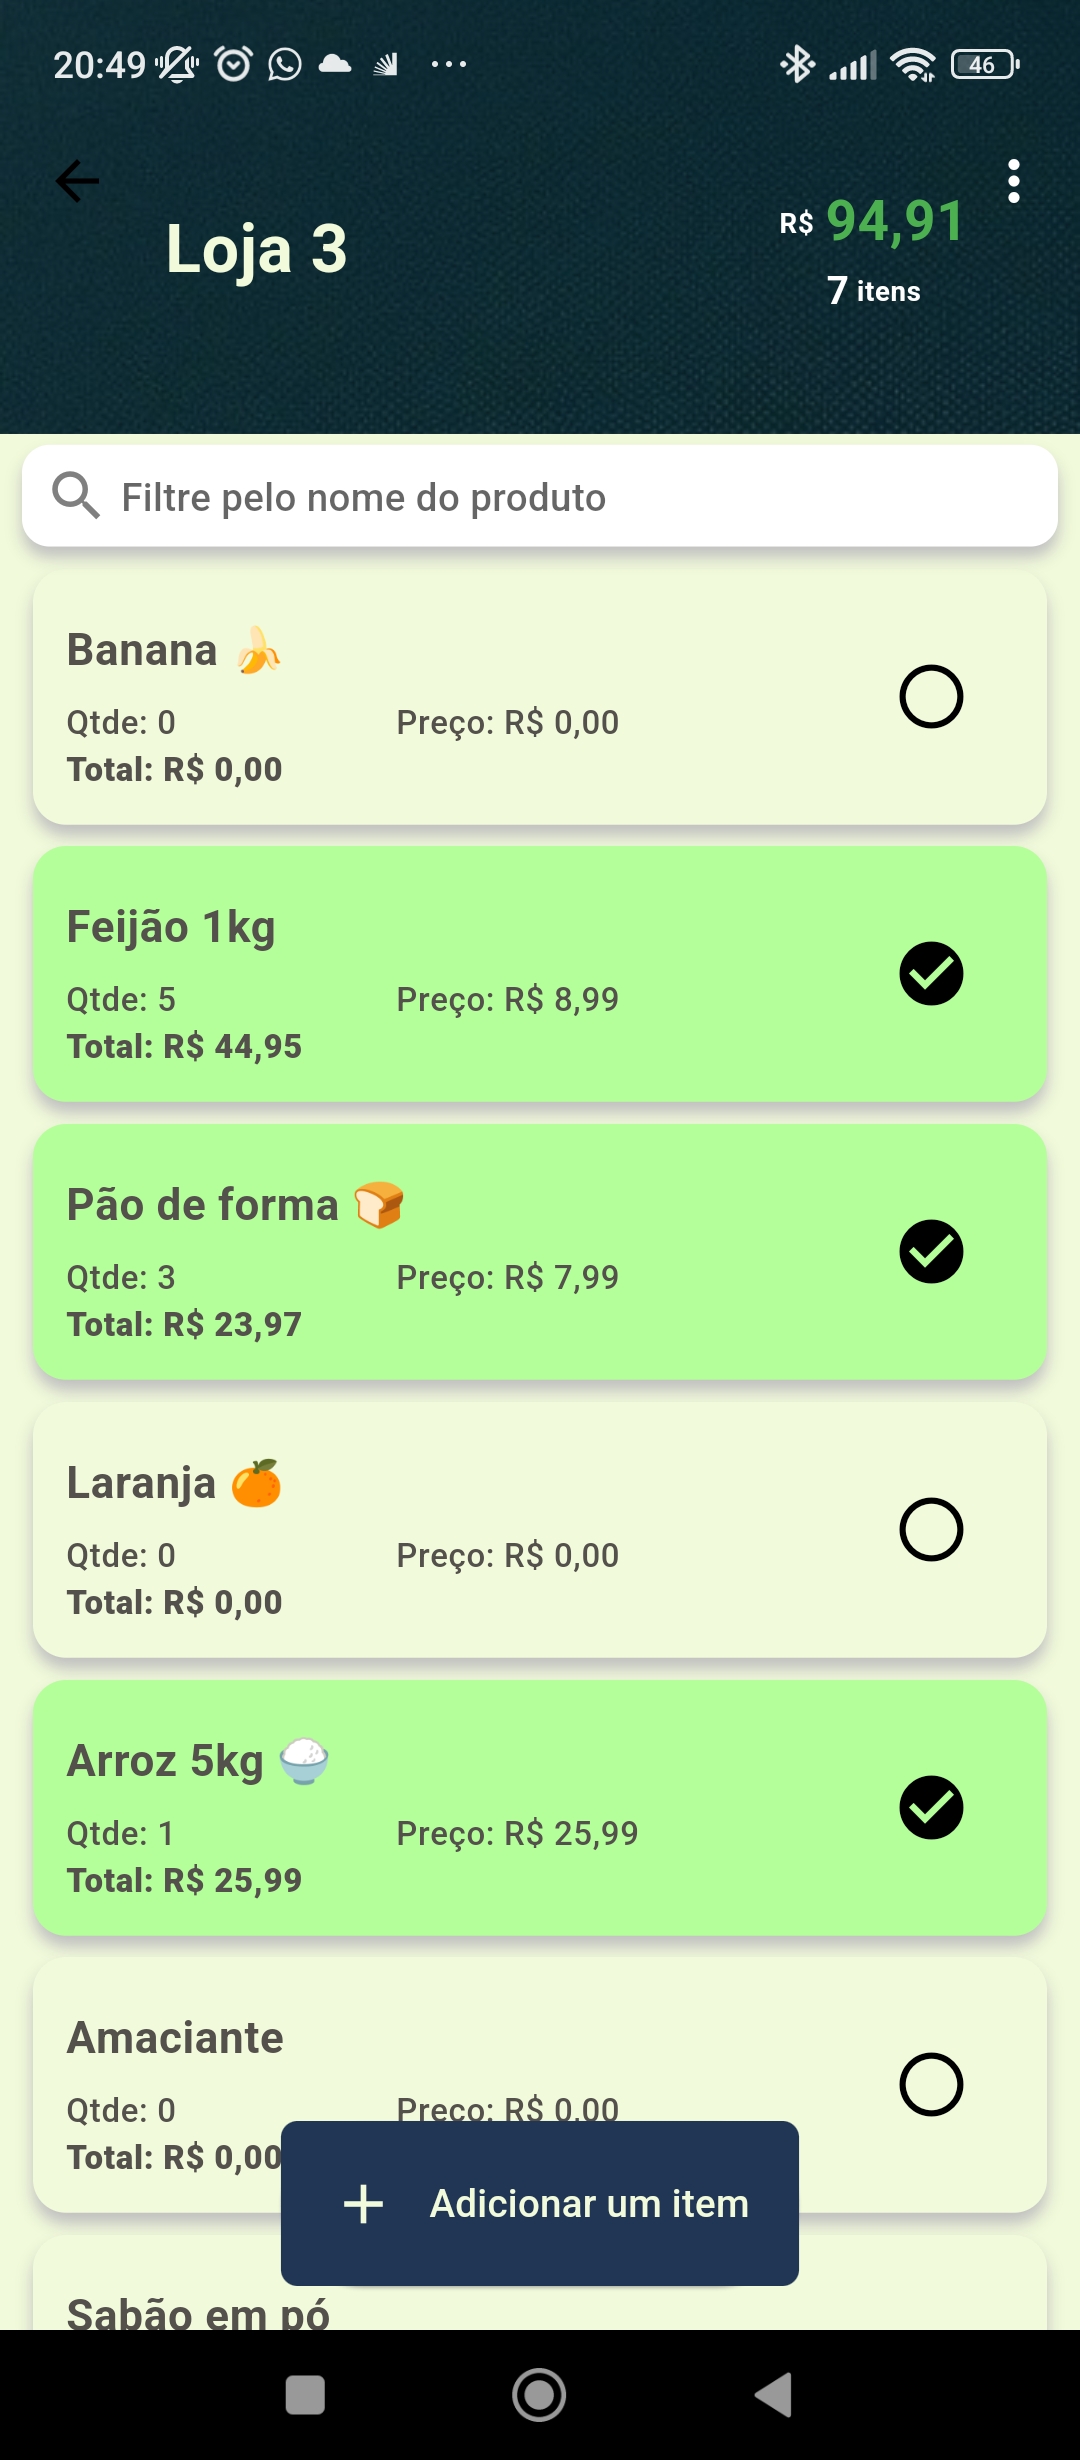 20:49
46
Loja 3
R$ 94,91
7 itens
Filtre pelo nome do produto
Banana
Qtde: 0 Preço: R$ 0,00
Total: R$ 0,00
Feijão 1kg
Qtde: 5 Preço: R$ 8,99
Total: R$ 44,95
Pão de forma
Qtde: 3 Preço: R$ 7,99
Total: R$ 23,97
Laranja
Qtde: 0 Preço: R$ 0,00
Total: R$ 0,00
Arroz 5kg
Qtde: 1 Preço: R$ 25,99
Total: R$ 25,99
Amaciante
Qtde: 0 Preço: R$ 0,00
Total: R$ 0,00
Adicionar um item
Sabão em pó